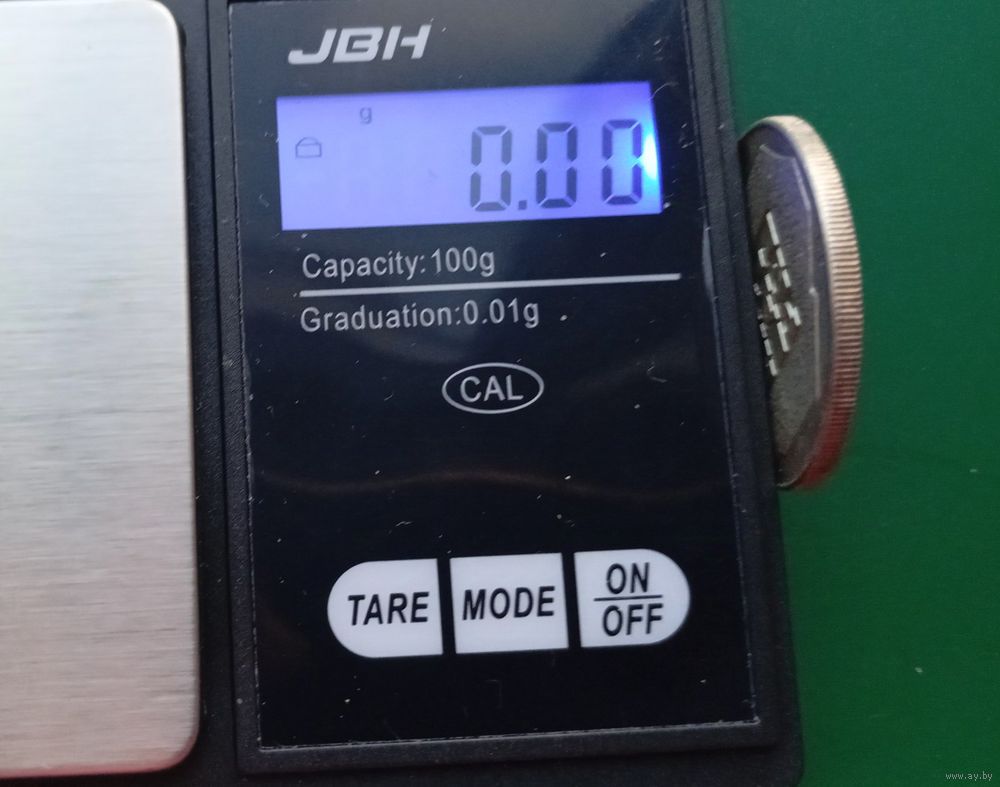 JBH
g
0.00
Capacity:100g
Graduation:0.01g
CAL
TARE
MODE
ON
OFF
www.ay.by